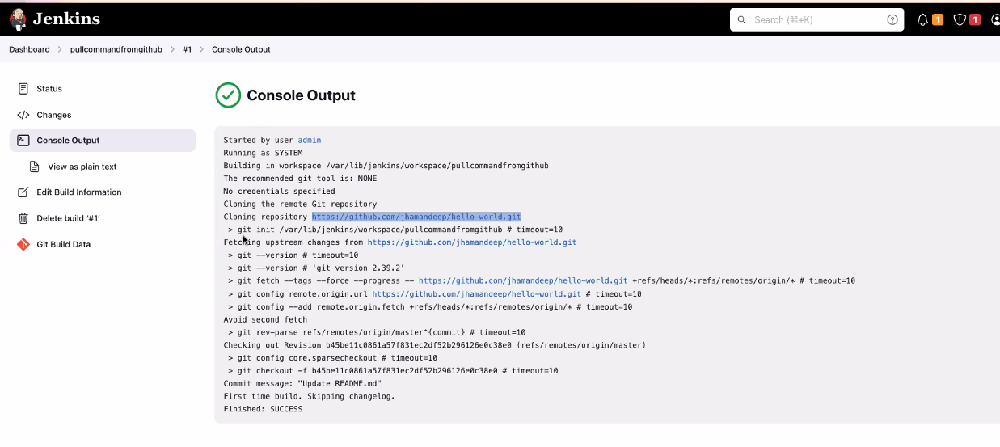 Jenkins
Search (⌘+K)
1
1
Dashboard > pullcommandfromgithub > #1 > Console Output
Status
Changes
Console Output
View as plain text
Edit Build Information
Delete build '#1'
Git Build Data
Console Output
Started by user admin
Running as SYSTEM
Building in workspace /var/lib/jenkins/workspace/pullcommandfromgithub
The recommended git tool is: NONE
No credentials specified
Cloning the remote Git repository
Cloning repository https://github.com/jhamandeep/hello-world.git
> git init /var/lib/jenkins/workspace/pullcommandfromgithub # timeout=10
Fetching upstream changes from https://github.com/jhamandeep/hello-world.git
> git --version # timeout=10
> git --version # 'git version 2.39.2'
> git fetch --tags --force --progress -- https://github.com/jhamandeep/hello-world.git +refs/heads/*:refs/remotes/origin/* # timeout=10
> git config remote.origin.url https://github.com/jhamandeep/hello-world.git # timeout=10
> git config --add remote.origin.fetch +refs/heads/*:refs/remotes/origin/* # timeout=10
Avoid second fetch
> git rev-parse refs/remotes/origin/master^{commit} # timeout=10
Checking out Revision b45be11c0861a57f831ec2df52b296126e0c38e0 (refs/remotes/origin/master)
> git config core.sparsecheckout # timeout=10
> git checkout -f b45be11c0861a57f831ec2df52b296126e0c38e0 # timeout=10
Commit message: "Update README.md"
First time build. Skipping changelog.
Finished: SUCCESS